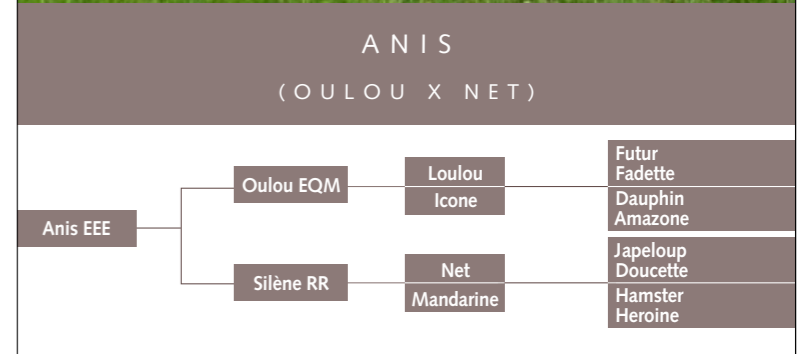 ANIS
(OULOU X NET)
Anis EEE
Oulou EQM
Silène RR
Loulou
Icone
Net
Mandarine
Futur
Fadette
Dauphin
Amazone
Japeloup
Doucette
Hamster
Heroine